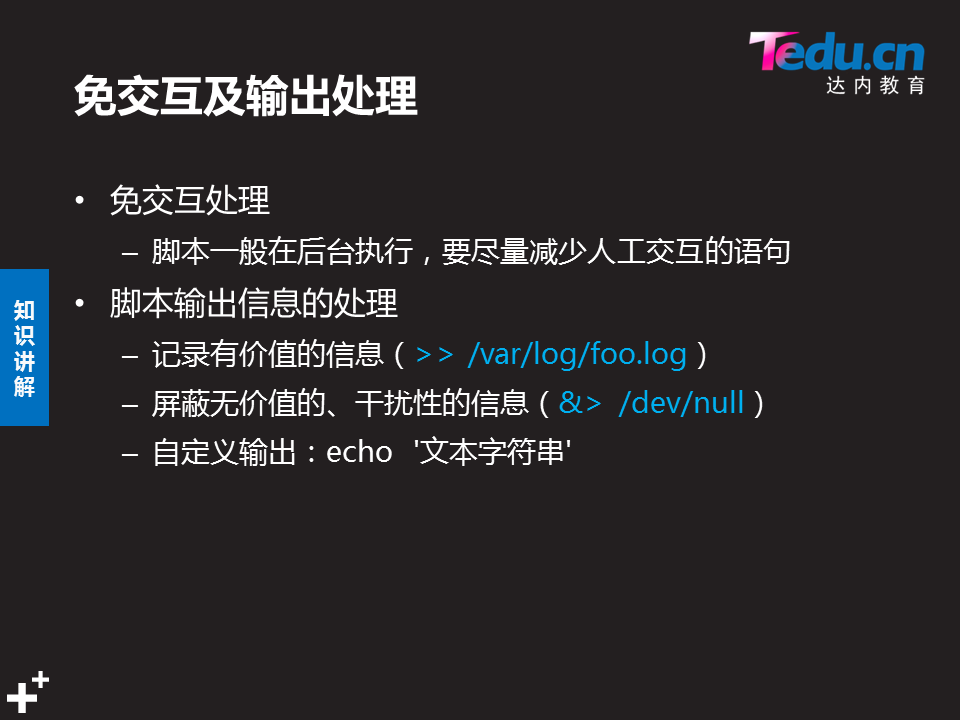 Tedu.cn
达内教育
免交互及输出处理
• 免交互处理
– 脚本一般在后台执行，要尽量减少人工交互的语句
• 脚本输出信息的处理
– 记录有价值的信息（>> /var/log/foo.log）
– 屏蔽无价值的、干扰性的信息（&> /dev/null）
– 自定义输出：echo '文本字符串'
知
识
讲
解